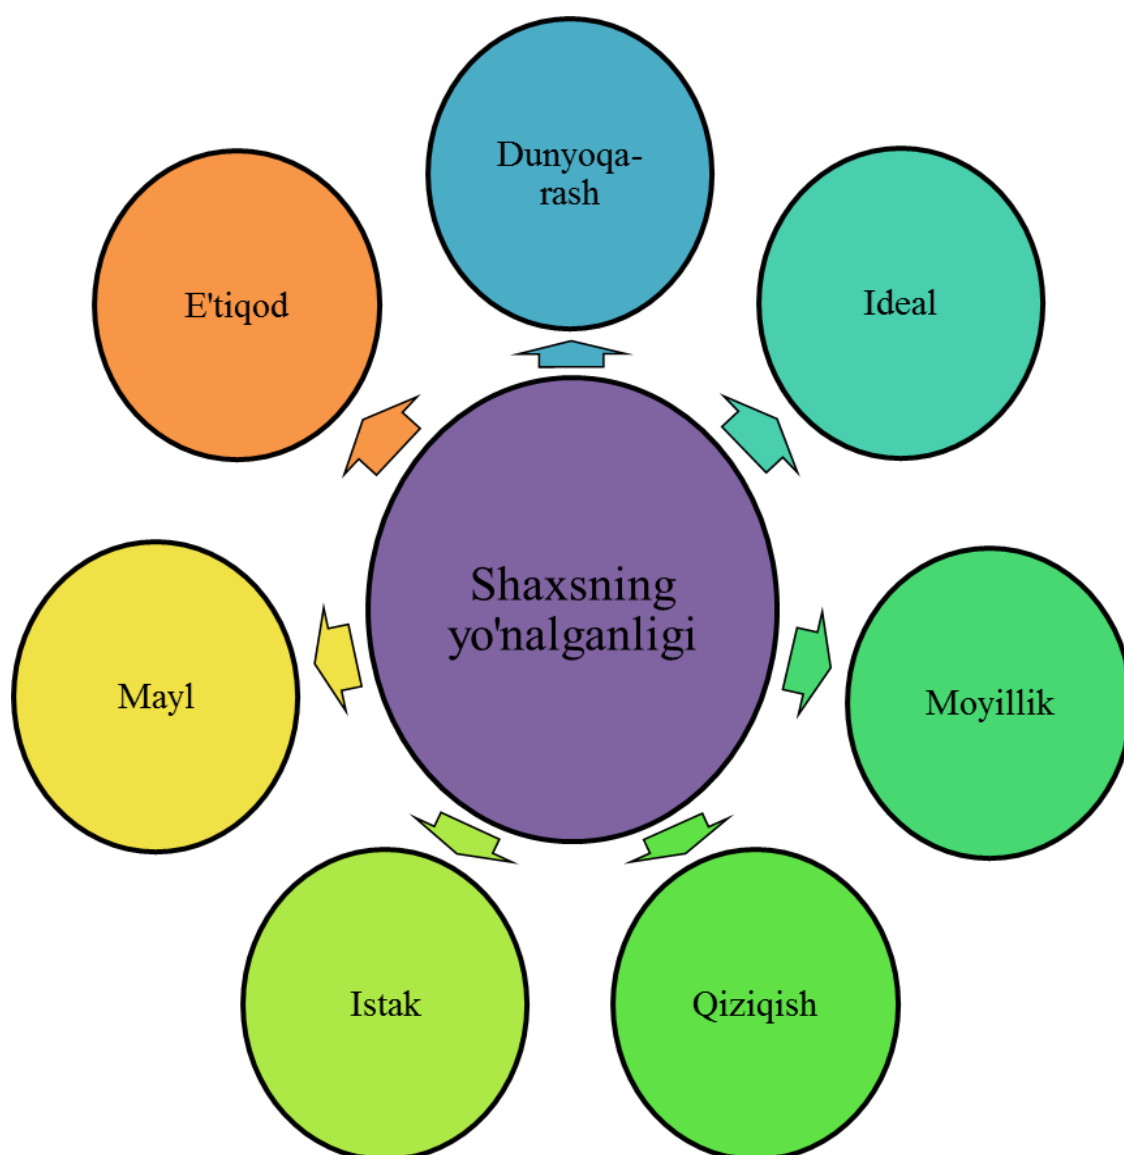 Dunyoqa-
rash
Ideal
E'tiqod
Shaxsning
yo'nalganligi
Mayl
Moyillik
Istak
Qiziqish